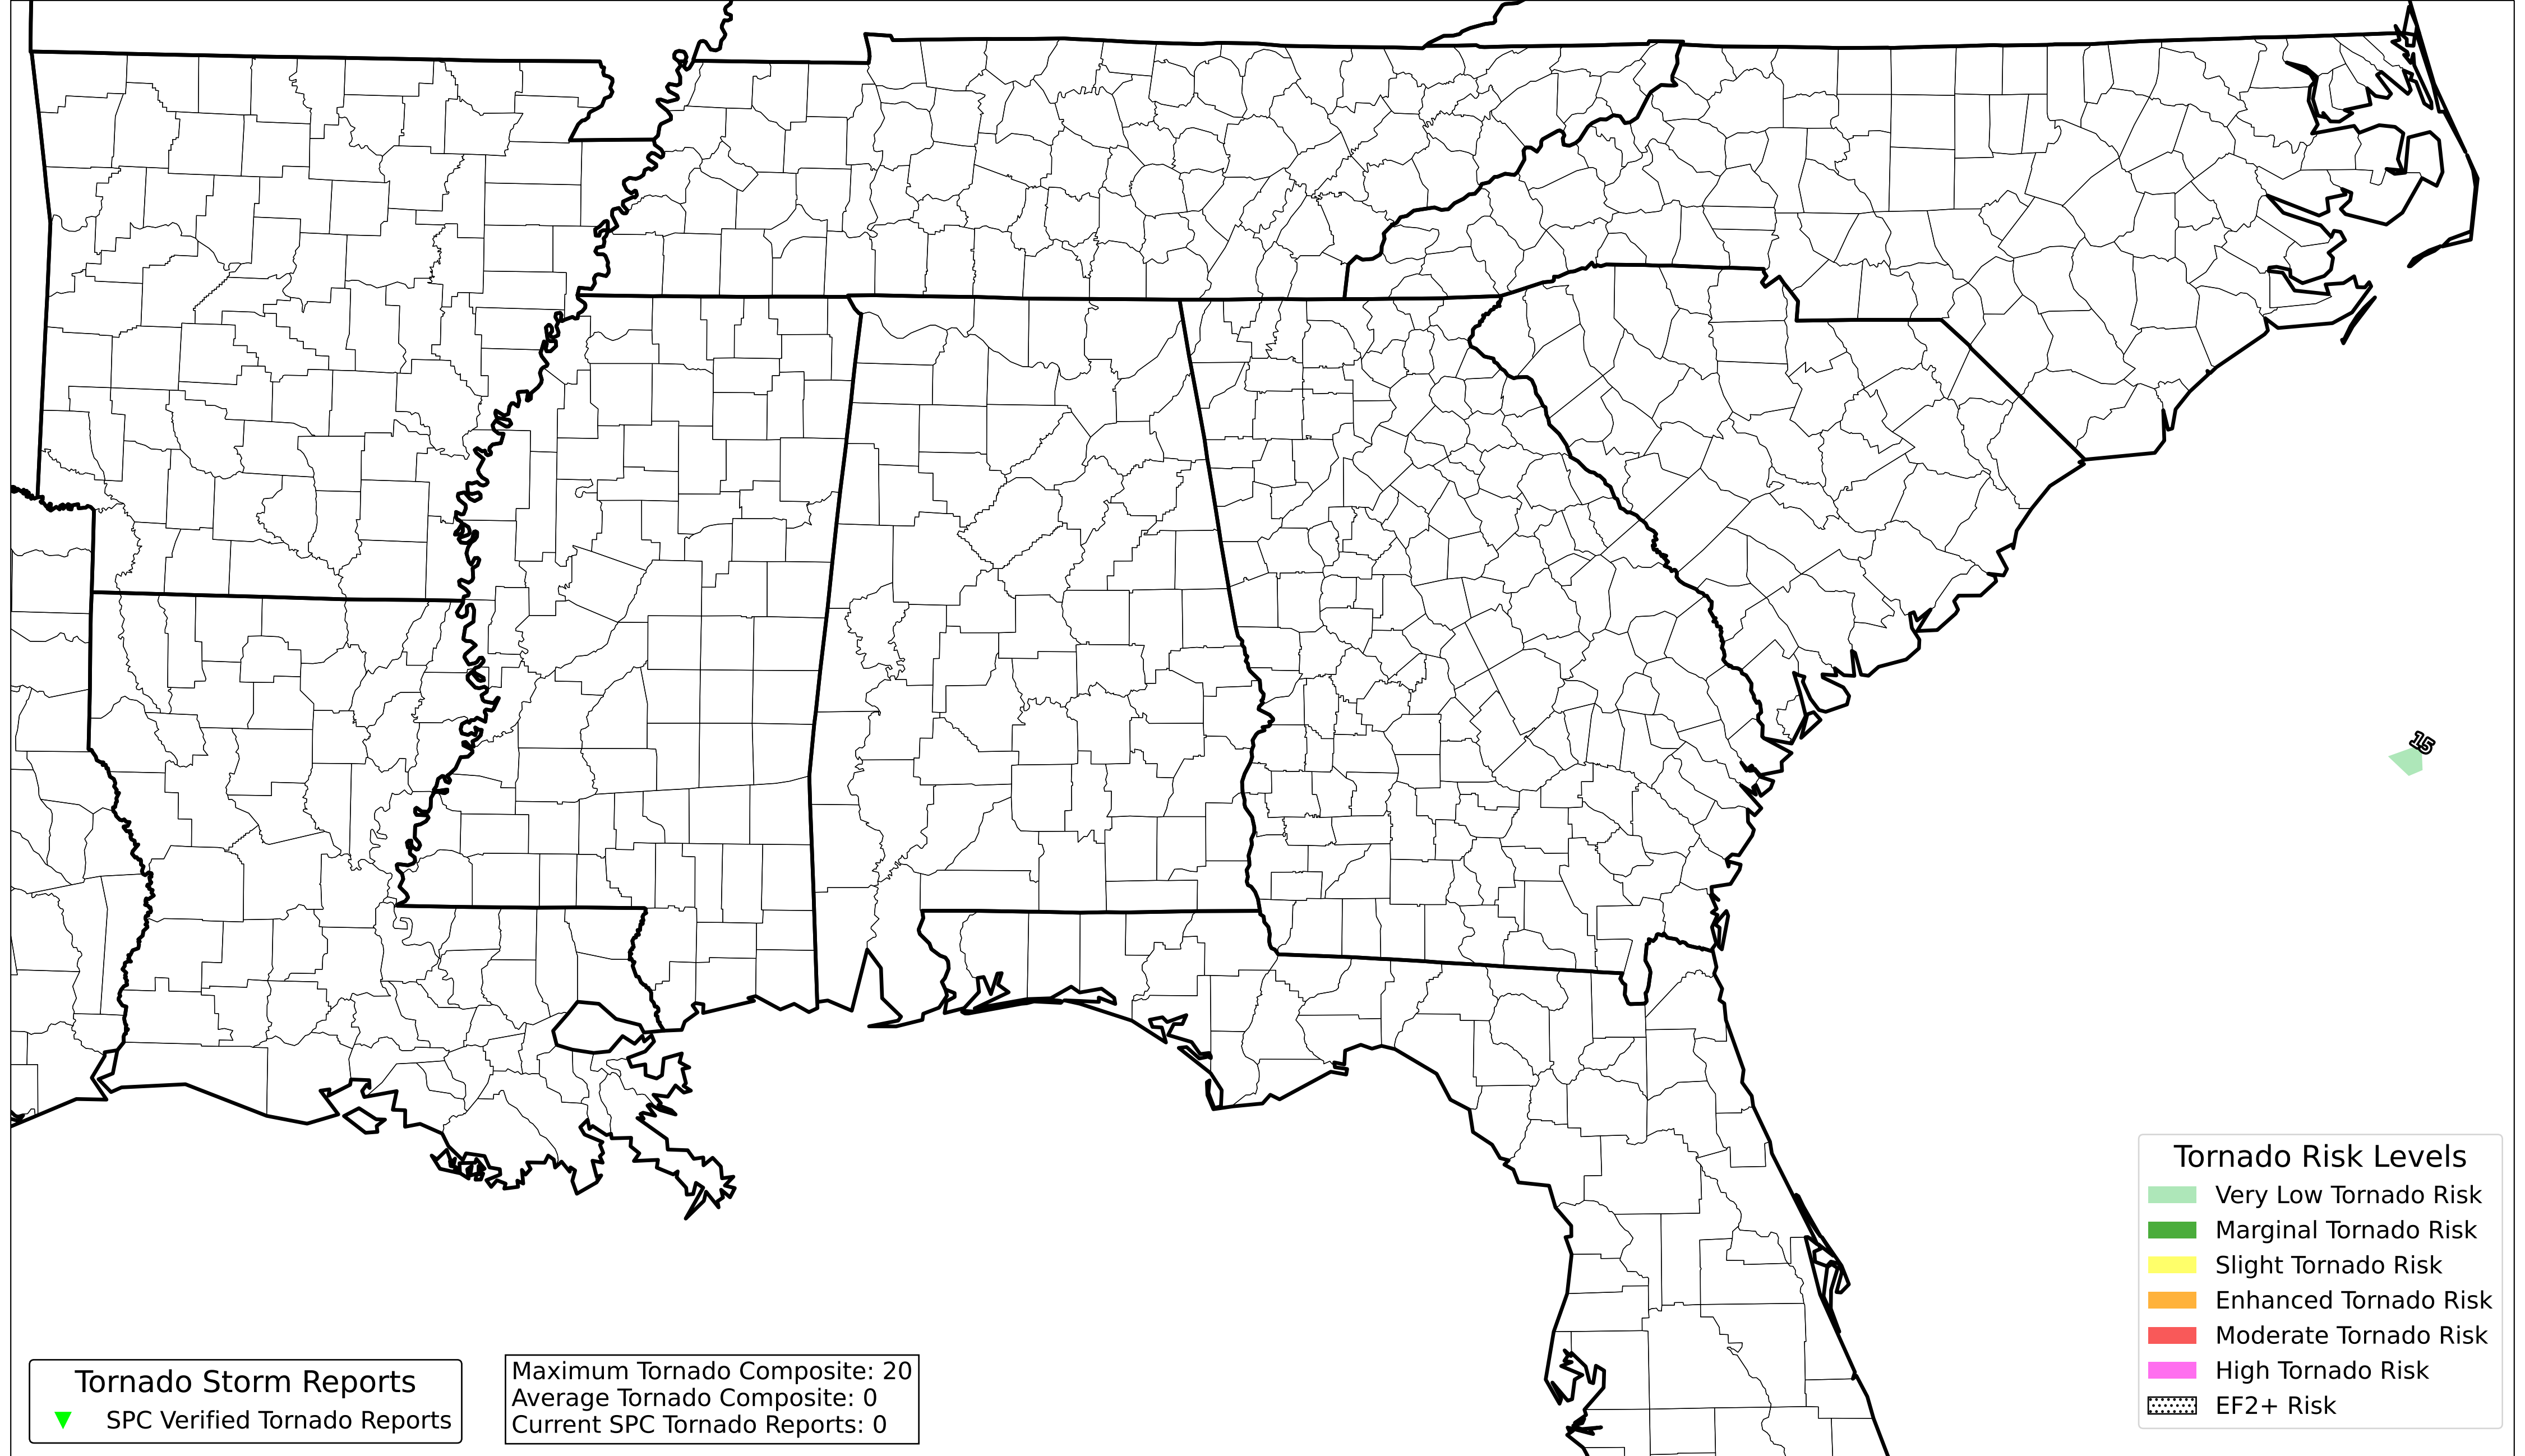 15
Tornado Risk Levels
Very Low Tornado Risk
Marginal Tornado Risk
Slight Tornado Risk
Enhanced Tornado Risk
Moderate Tornado Risk
High Tornado Risk
EF2+ Risk
Tornado Storm Reports
SPC Verified Tornado Reports
Maximum Tornado Composite: 20
Average Tornado Composite: 0
Current SPC Tornado Reports: 0